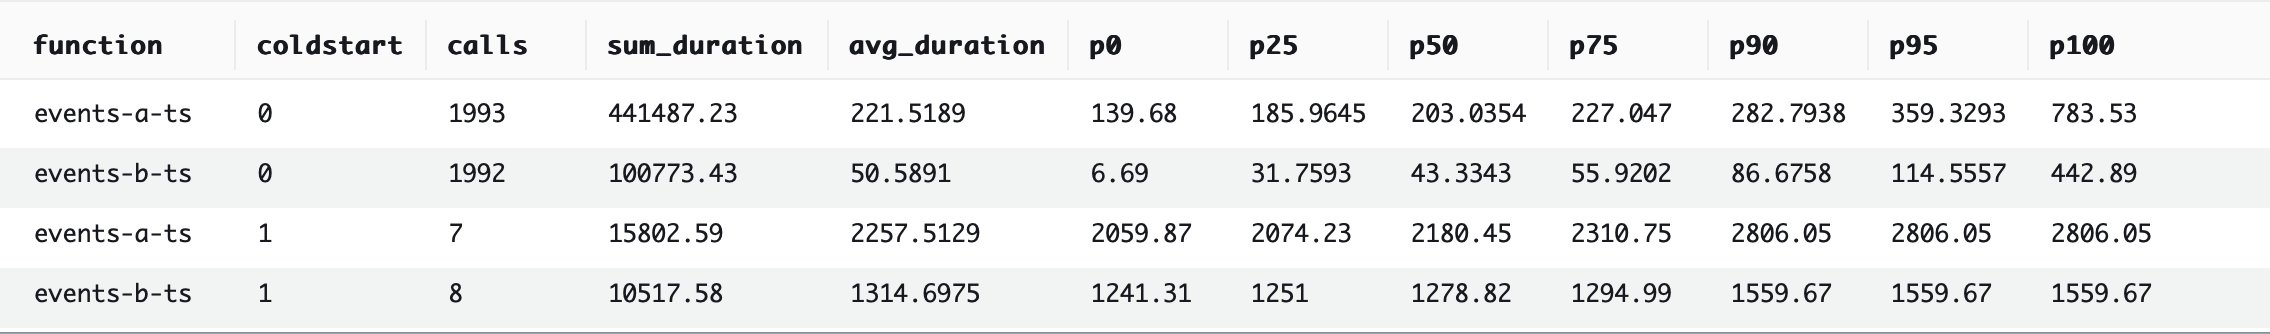 function coldstart calls sum_duration avg_duration p0 p25 p50 p75 p90 p95 p100
events-a-ts 0 1993 441487.23 221.5189 139.68 185.9645 203.0354 227.047 282.7938 359.3293 783.53
events-b-ts 0 1992 100773.43 50.5891 6.69 31.7593 43.3343 55.9202 86.6758 114.5557 442.89
events-a-ts 1 7 15802.59 2257.5129 2059.87 2074.23 2180.45 2310.75 2806.05 2806.05 2806.05
events-b-ts 1 8 10517.58 1314.6975 1241.31 1251 1278.82 1294.99 1559.67 1559.67 1559.67